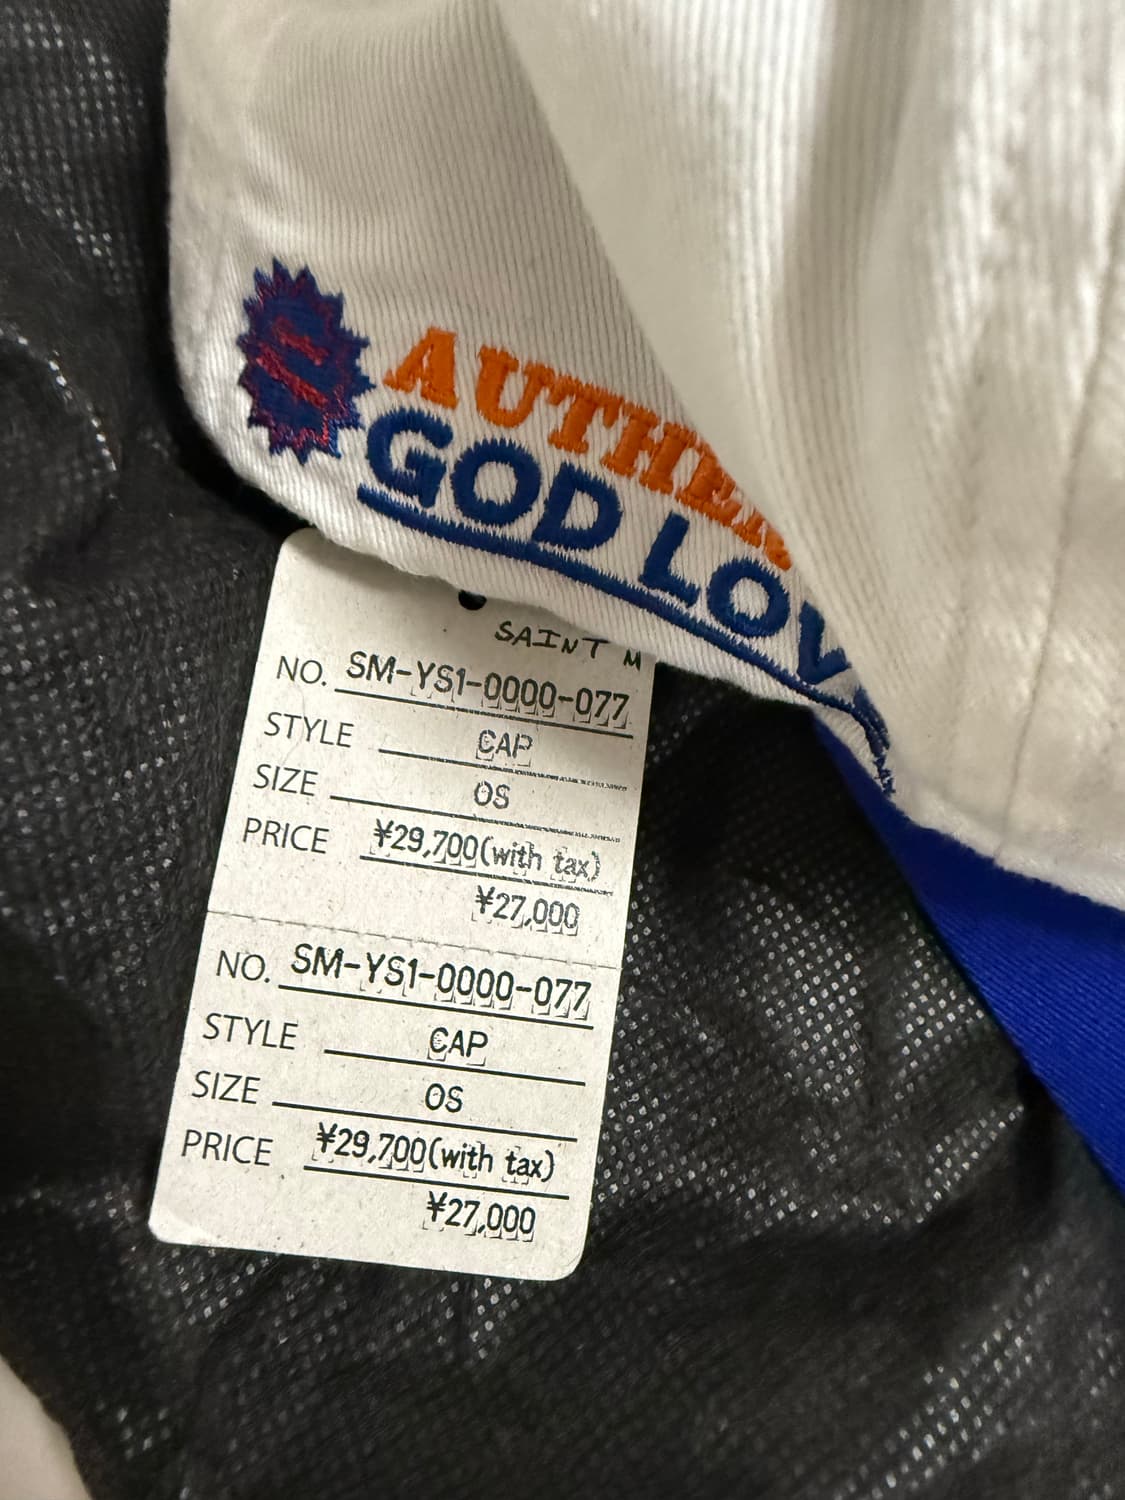 AUTHEN
GOD LOV
SAINT M
NO. SM-YS1-0000-077
STYLE CAP
SIZE OS
PRICE ¥29,700(with tax)
¥27,000
NO. SM-YS1-0000-077
STYLE CAP
SIZE OS
PRICE ¥29,700(with tax)
¥27,000